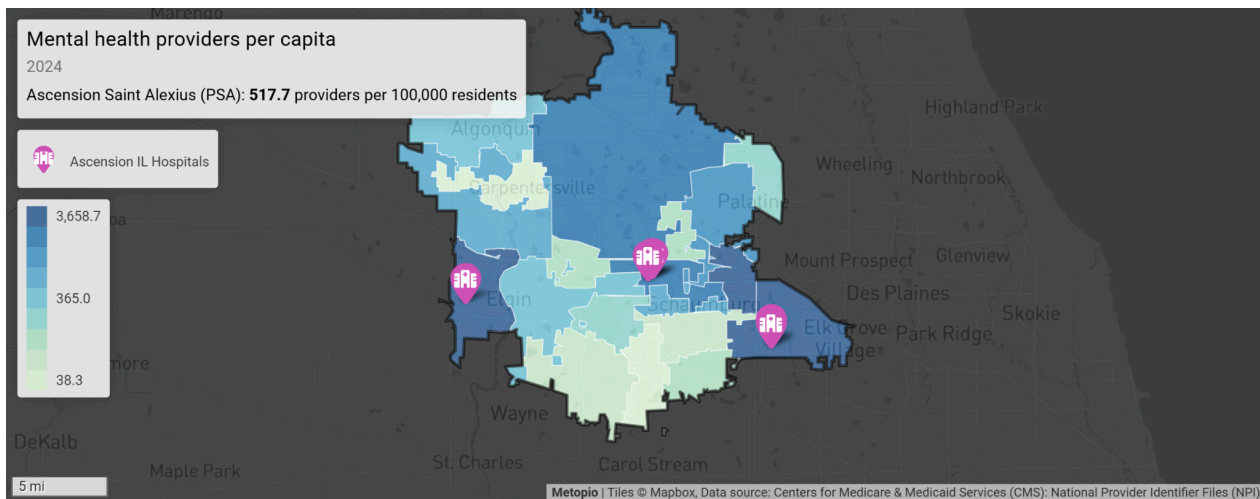 Marengo
Mental health providers per capita
2024
Ascension Saint Alexius (PSA): 517.7 providers per 100,000 residents
Ascension IL Hospitals
3,658.7
365.0
38.3
Algonquin
Carpentersville
Palatine
Highland Park
Wheeling
Northbrook
Mount Prospect
Glenview
Elgin
Schaumburg
Des Plaines
Elk Grove
Village
Park Ridge
Skokie
Wayne
DeKalb
Maple Park
St. Charles
Carol Stream
5 mi
Metopio | Tiles © Mapbox, Data source: Centers for Medicare & Medicaid Services (CMS): National Provider Identifier Files (NPI